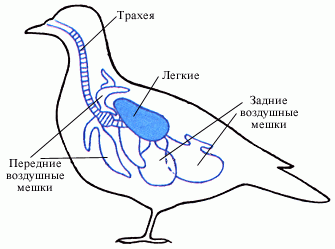 Трахея
Легкие
Задние
воздушные
мешки
Передние
воздушные
мешки